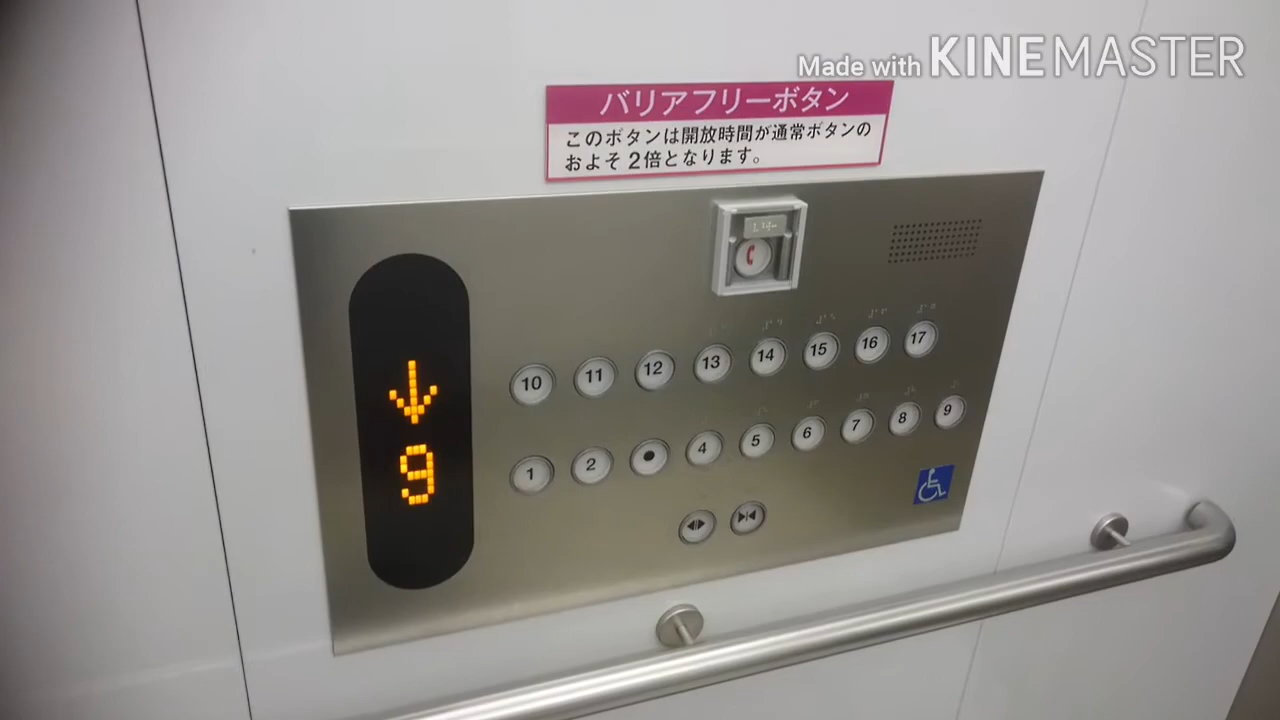 Made with KINEMASTER
バリアフリーボタン
このボタンは開放時間が通常ボタンの
およそ2倍となります。
10 11 12 13 14 15 16 17
9
1 2 ● 4 5 6 7 8 9